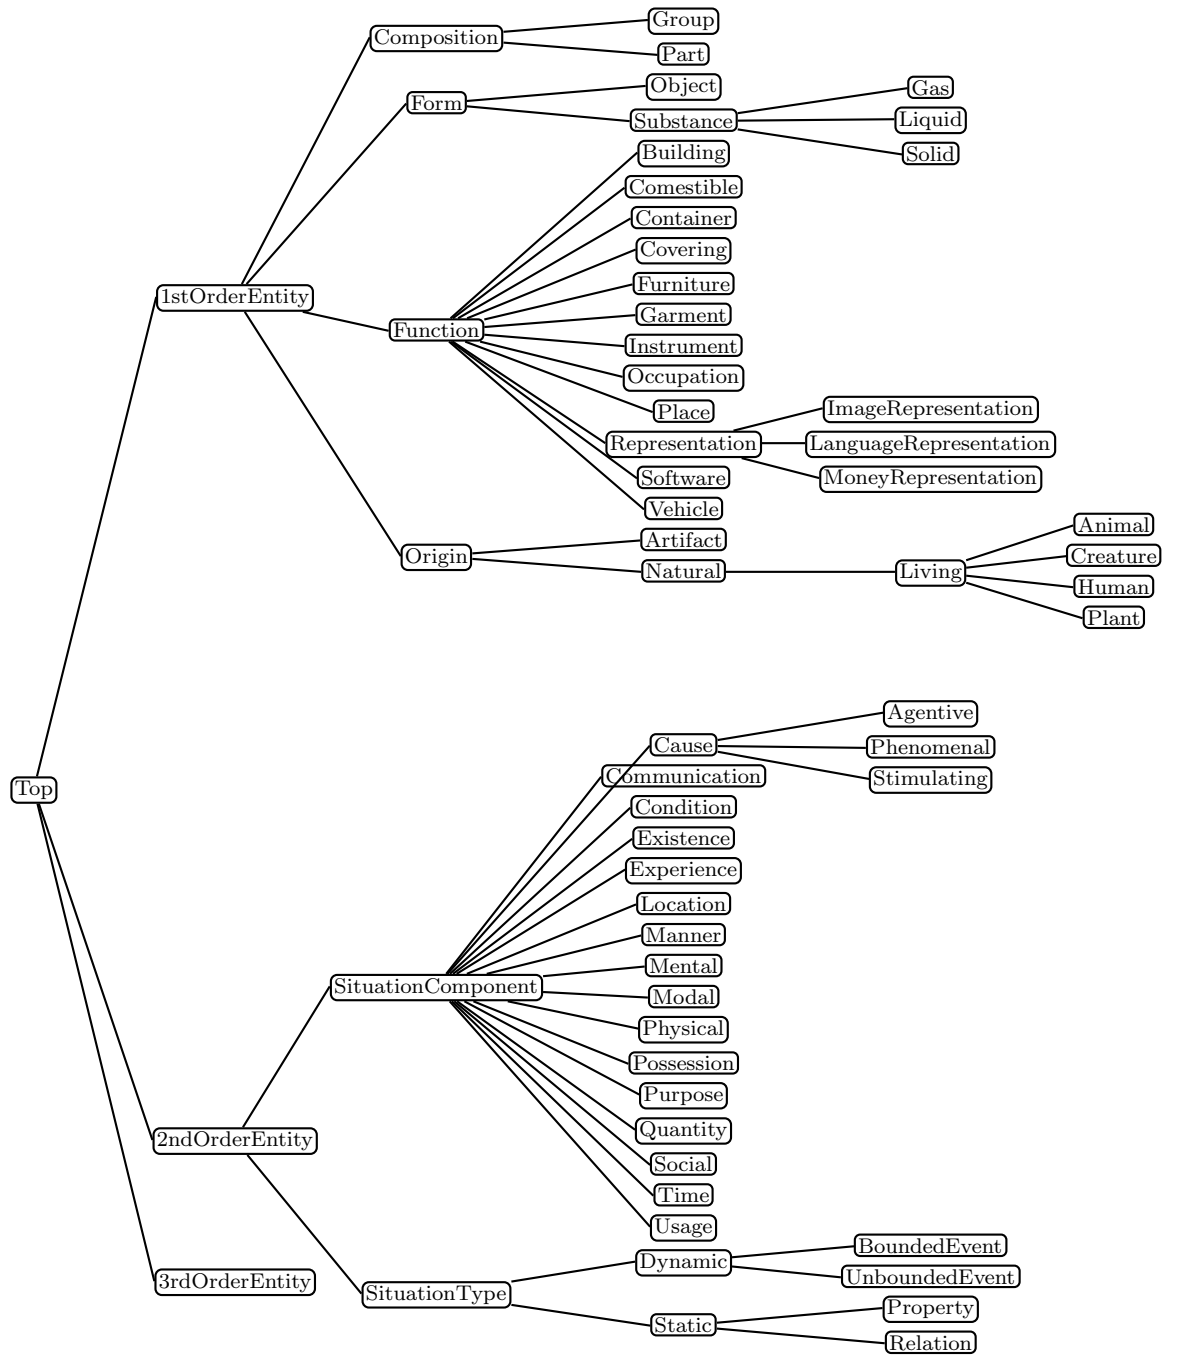 Group
Composition
Part
Object
Form
Gas
Substance
Liquid
Solid
Building
Comestible
Container
Covering
Furniture
1stOrderEntity
Garment
Function
Instrument
Occupation
Place
ImageRepresentation
Representation
LanguageRepresentation
Software
MoneyRepresentation
Vehicle
Artifact
Animal
Origin
Creature
Natural
Living
Human
Plant
Agentive
Cause
Phenomenal
Communication
Stimulating
Top
Condition
Existence
Experience
Location
Manner
Mental
SituationComponent
Modal
Physical
Possession
Purpose
Quantity
2ndOrderEntity
Social
Time
Usage
BoundedEvent
Dynamic
UnboundedEvent
3rdOrderEntity
SituationType
Property
Static
Relation